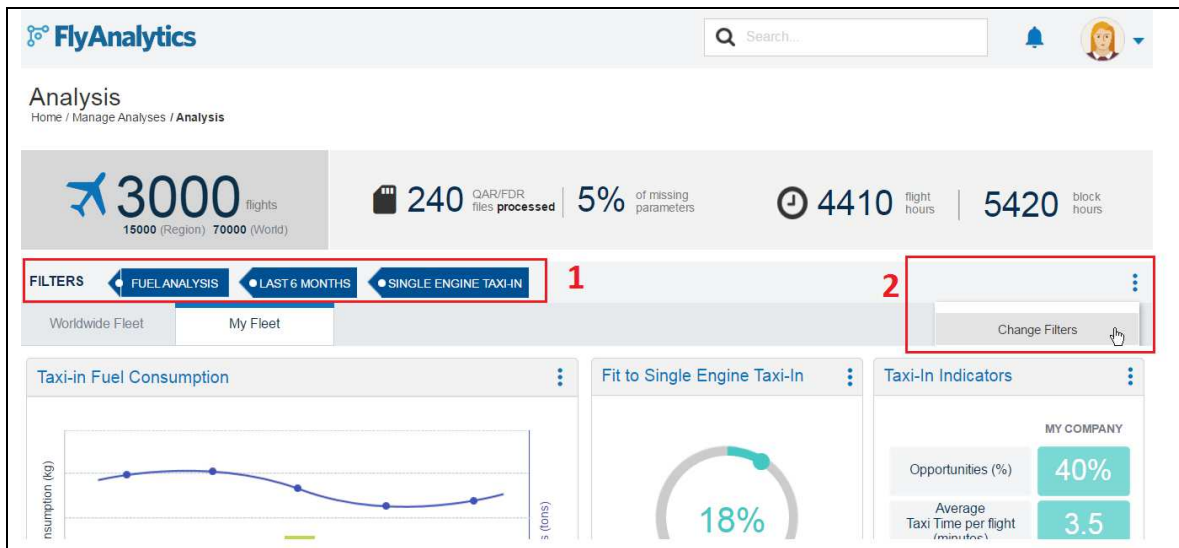 FlyAnalytics
Search...
Analysis
Home / Manage Analyses / Analysis
3000 flights
15000 (Region) 70000 (World)
240 QAR/FDR files processed
5% of missing parameters
4410 flight hours
5420 block hours
FILTERS FUEL ANALYSIS LAST 6 MONTHS SINGLE ENGINE TAXI-IN 1
2
Change Filters
Worldwide Fleet My Fleet
Taxi-in Fuel Consumption
(kg)
(tons)
Fit to Single Engine Taxi-In
18%
Taxi-In Indicators
MY COMPANY
Opportunities (%) 40%
Average
Taxi Time per flight 3.5
(minutes)